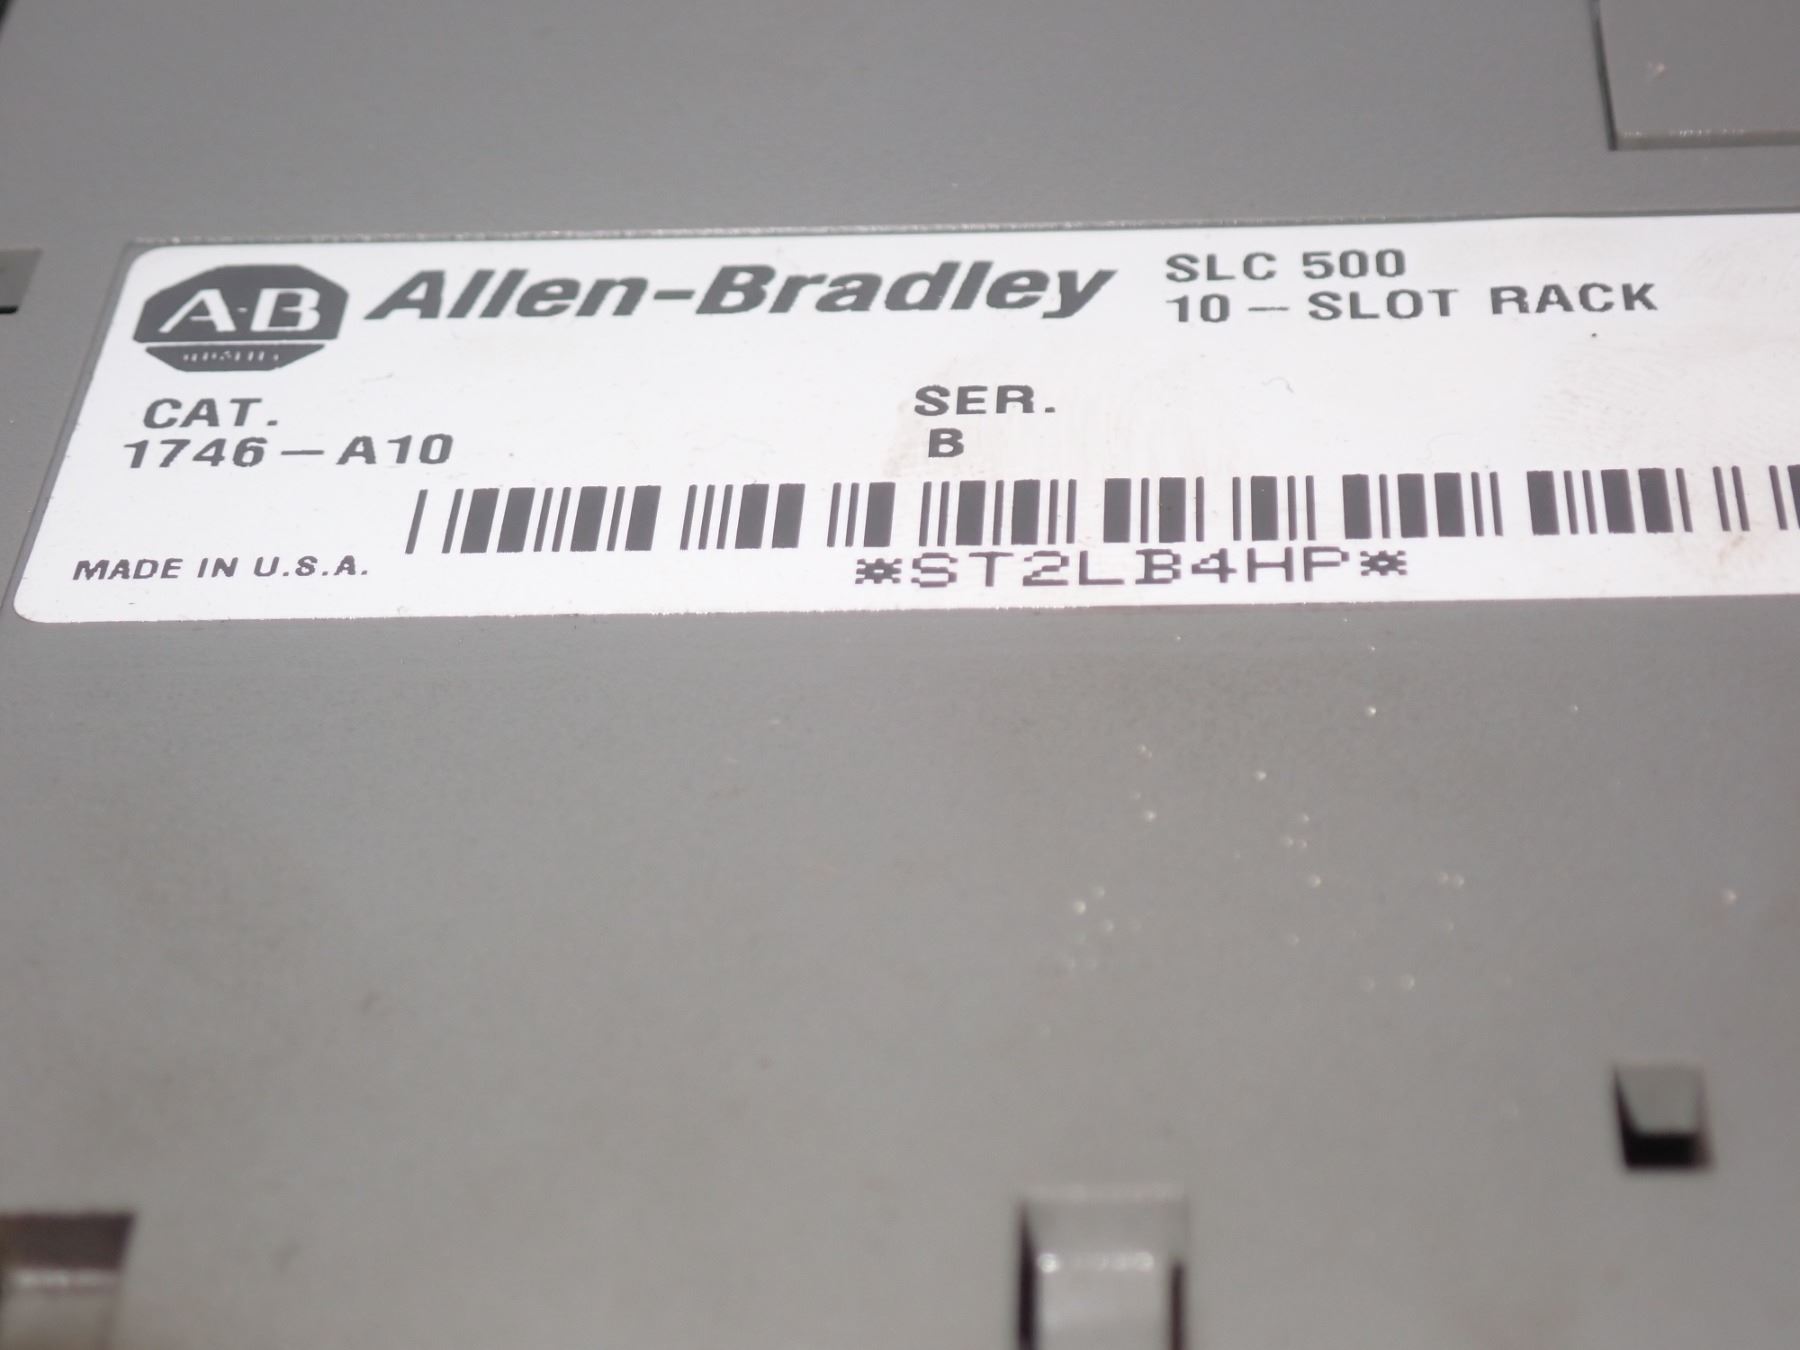 A-B Allen-Bradley
SLC 500
10-SLOT RACK
CAT.
SER.
1746-A10
B
MADE IN U.S.A.
*ST2LB4HP*